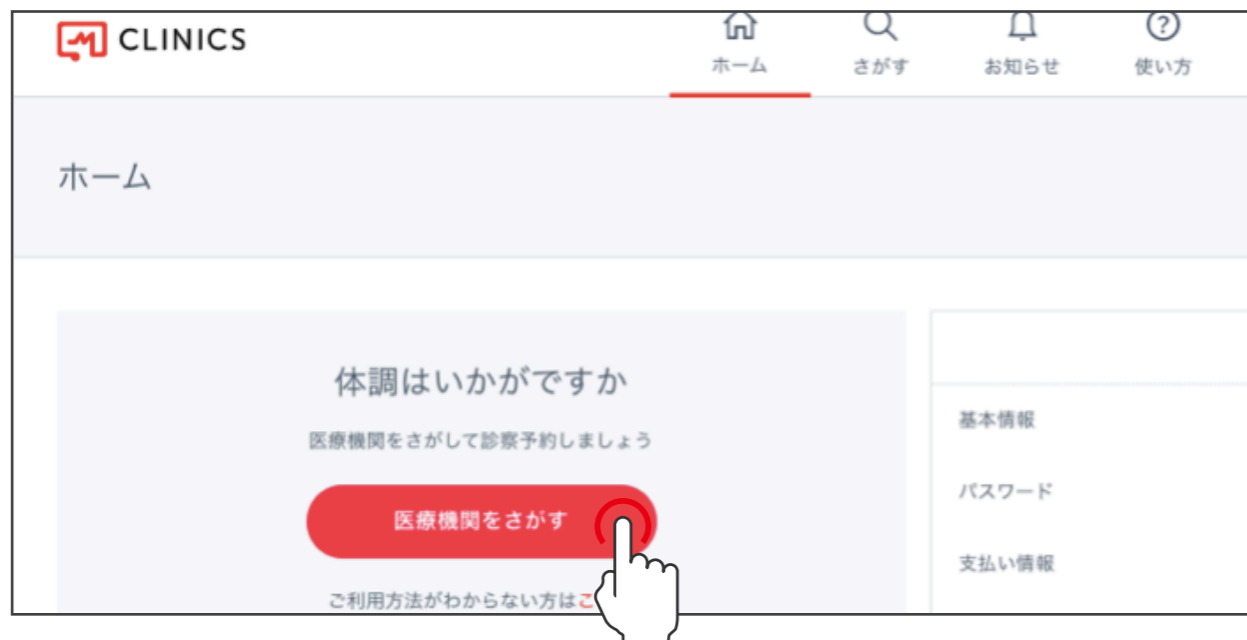 CLINICS
ホーム
さがす
お知らせ
使い方
ホーム
体調はいかがですか
医療機関をさがして診察予約しましょう
医療機関をさがす
ご利用方法がわからない方はこ
基本情報
パスワード
支払い情報